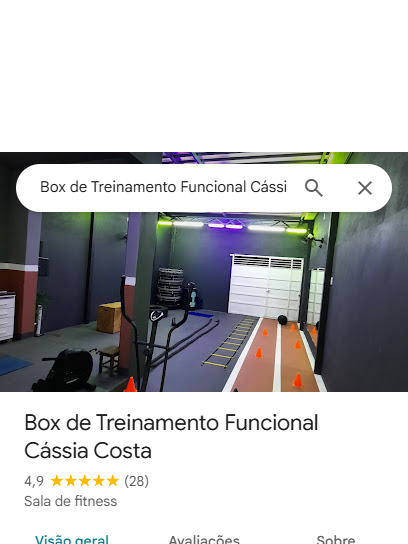 Box de Treinamento Funcional Cássi
Box de Treinamento Funcional
Cássia Costa
4,9 (28)
Sala de fitness
Visão geral Avaliações Sobre